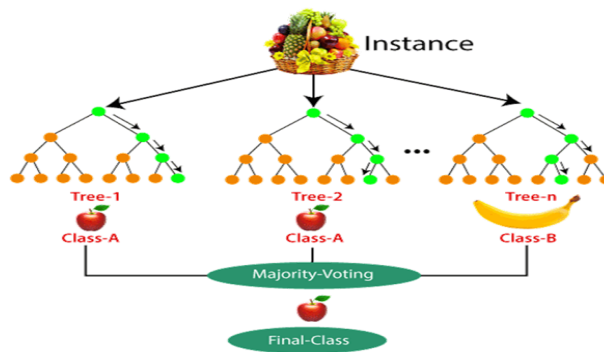 Instance
...
Tree-1
Tree-2
Tree-n
Class-A
Class-A
Class-B
Majority-Voting
Final-Class